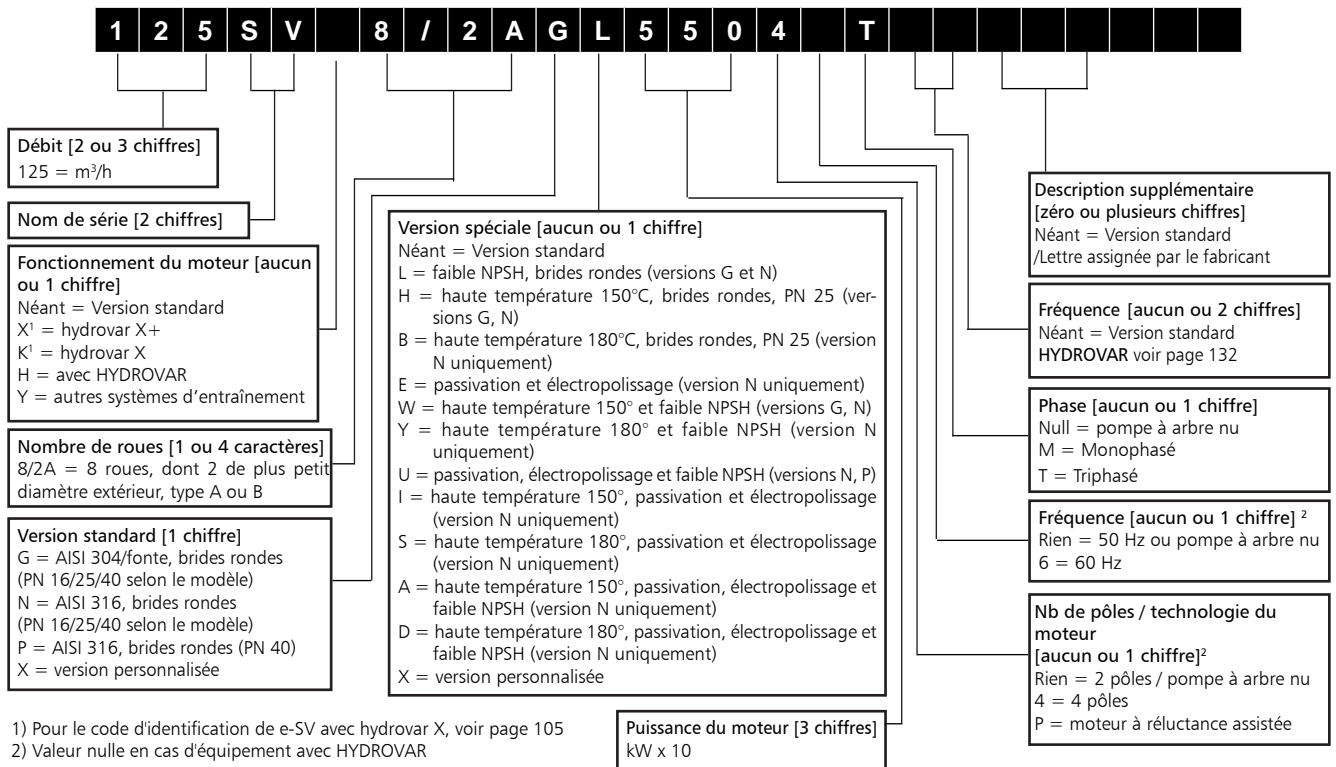 1 2 5 S V 8 / 2 A G L 5 5 0 4 T
Débit [2 ou 3 chiffres]
125 = m³/h
Nom de série [2 chiffres]
Fonctionnement du moteur [aucun
ou 1 chiffre]
Néant = Version standard
X¹ = hydrovar X+
K¹ = hydrovar X
H = avec HYDROVAR
Y = autres systèmes d'entraînement
Nombre de roues [1 ou 4 caractères]
8/2A = 8 roues, dont 2 de plus petit
diamètre extérieur, type A ou B
Version standard [1 chiffre]
G = AISI 304/fonte, brides rondes
(PN 16/25/40 selon le modèle)
N = AISI 316, brides rondes
(PN 16/25/40 selon le modèle)
P = AISI 316, brides rondes (PN 40)
X = version personnalisée
Version spéciale [aucun ou 1 chiffre]
Néant = Version standard
L = faible NPSH, brides rondes (versions G et N)
H = haute température 150°C, brides rondes, PN 25 (ver-
sions G, N)
B = haute température 180°C, brides rondes, PN 25 (version
N uniquement)
E = passivation et électropolissage (version N uniquement)
W = haute température 150° et faible NPSH (versions G, N)
Y = haute température 180° et faible NPSH (version N
uniquement)
U = passivation, électropolissage et faible NPSH (versions N, P)
I = haute température 150°, passivation et électropolissage
(version N uniquement)
S = haute température 180°, passivation et électropolissage
(version N uniquement)
A = haute température 150°, passivation, électropolissage et
faible NPSH (version N uniquement)
D = haute température 180°, passivation, électropolissage et
faible NPSH (version N uniquement)
X = version personnalisée
Description supplémentaire
[zéro ou plusieurs chiffres]
Néant = Version standard
/Lettre assignée par le fabricant
Fréquence [aucun ou 2 chiffres]
Néant = Version standard
HYDROVAR voir page 132
Phase [aucun ou 1 chiffre]
Null = pompe à arbre nu
M = Monophasé
T = Triphasé
Fréquence [aucun ou 1 chiffre] ²
Rien = 50 Hz ou pompe à arbre nu
6 = 60 Hz
Nb de pôles / technologie du
moteur
[aucun ou 1 chiffre]²
Rien = 2 pôles / pompe à arbre nu
4 = 4 pôles
P = moteur à réluctance assistée
Puissance du moteur [3 chiffres]
kW x 10
1) Pour le code d'identification de e-SV avec hydrovar X, voir page 105
2) Valeur nulle en cas d'équipement avec HYDROVAR